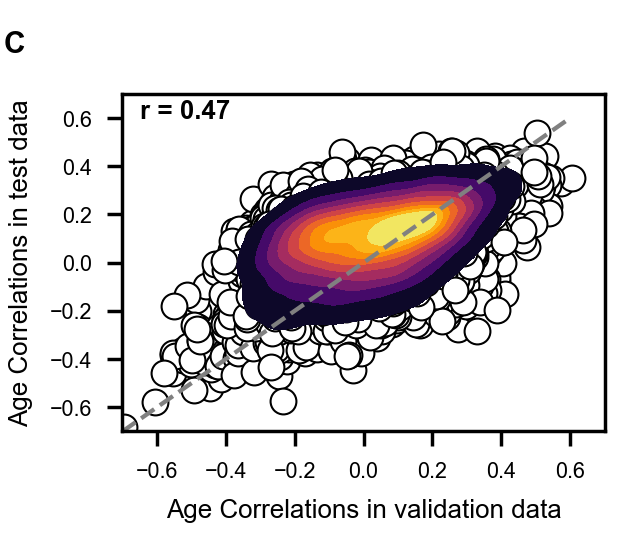 C
r = 0.47
0.6
0.4
0.2
0.0
−0.2
−0.4
−0.6
Age Correlations in test data
−0.6 −0.4 −0.2 0.0 0.2 0.4 0.6
Age Correlations in validation data